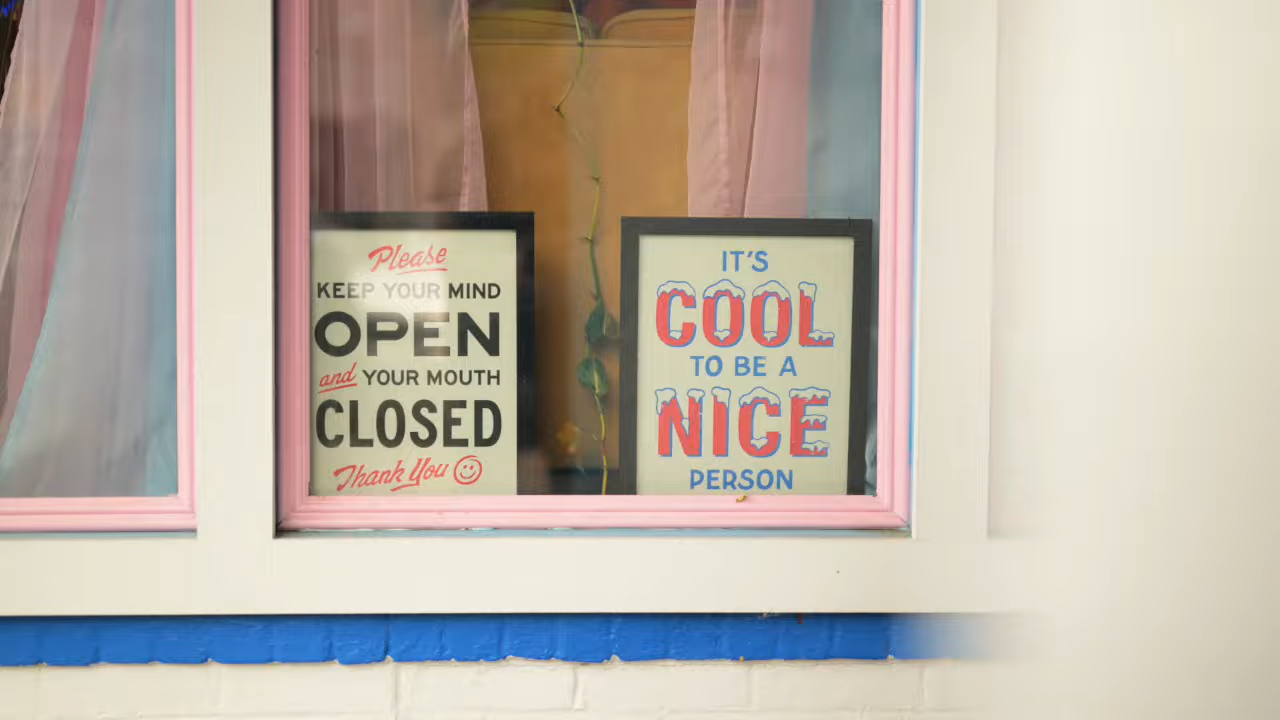 Please
KEEP YOUR MIND
OPEN
and YOUR MOUTH
CLOSED
Thank You
IT'S
COOL
TO BE A
NICE
PERSON